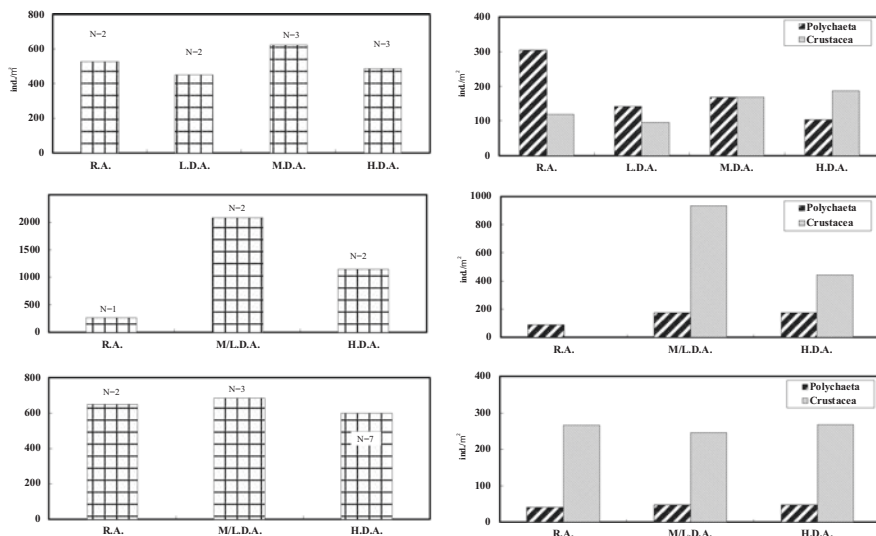 800
600
400
200
0
ind./m²
N=2
N=2
N=3
N=3
R.A.
L.D.A.
M.D.A.
H.D.A.
400
300
200
100
0
ind./m²
Polychaeta
Crustacea
R.A.
L.D.A.
M.D.A.
H.D.A.
2000
1500
1000
500
0
N=1
N=2
N=2
R.A.
M/L.D.A.
H.D.A.
1000
800
600
400
200
0
ind./m²
Polychaeta
Crustacea
R.A.
M/L.D.A.
H.D.A.
800
600
400
200
0
N=2
N=3
N=7
R.A.
M/L.D.A.
H.D.A.
400
300
200
100
0
ind./m²
Polychaeta
Crustacea
R.A.
M/L.D.A.
H.D.A.